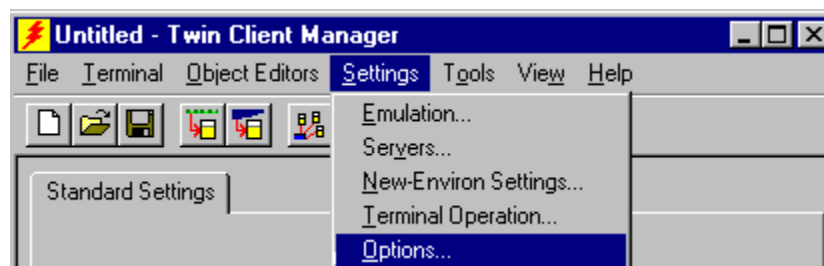 Untitled - Twin Client Manager
File Terminal Object Editors Settings Tools View Help
Emulation...
Servers...
New-Environ Settings...
Terminal Operation...
Options...
Standard Settings